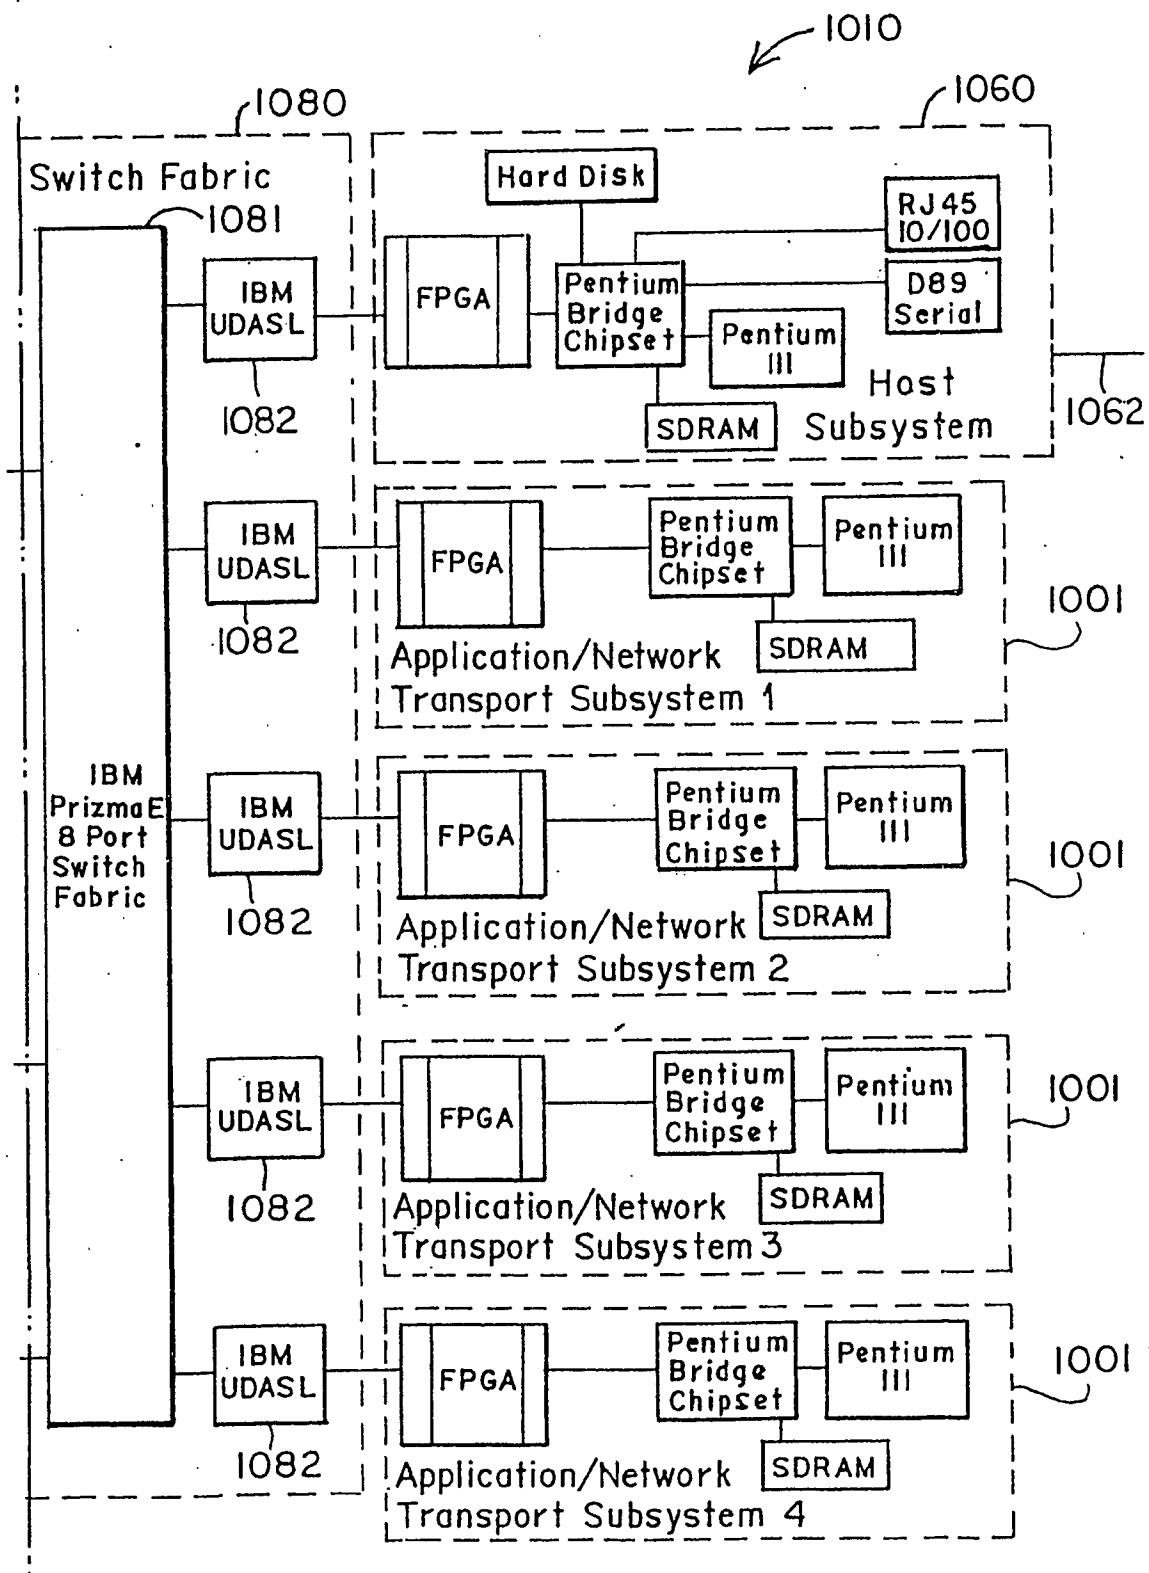 1010
1080
1060
Switch Fabric
1081
Hard Disk
RJ45
10/100
IBM
UDASL
FPGA
Pentium
Bridge
Chipset
D89
Serial
Pentium
III
1082
SDRAM
Host
Subsystem
1062
IBM
UDASL
FPGA
Pentium
Bridge
Chipset
Pentium
III
1082
SDRAM
1001
Application/Network
Transport Subsystem 1
IBM
PrizmaE
8 Port
Switch
Fabric
IBM
UDASL
FPGA
Pentium
Bridge
Chipset
Pentium
III
1082
SDRAM
1001
Application/Network
Transport Subsystem 2
IBM
UDASL
FPGA
Pentium
Bridge
Chipset
Pentium
III
1082
SDRAM
1001
Application/Network
Transport Subsystem 3
IBM
UDASL
FPGA
Pentium
Bridge
Chipset
Pentium
III
1082
SDRAM
1001
Application/Network
Transport Subsystem 4